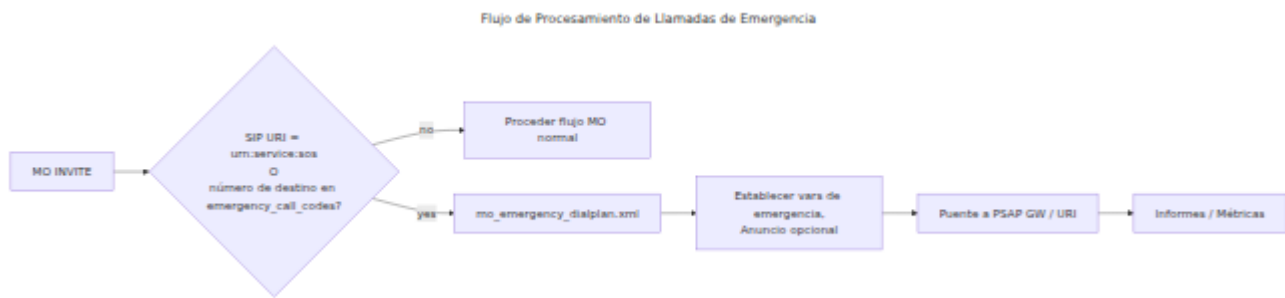 Flujo de Procesamiento de Llamadas de Emergencia
MO INVITE
SIP URI =
urn:service:sos
O
número de destino en
emergency_call_codes?
no
Proceder flujo MO
normal
yes
mo_emergency_dialplan.xml
Establecer vars de
emergencia,
Anuncio opcional
Puente a PSAP GW / URI
Informes / Métricas